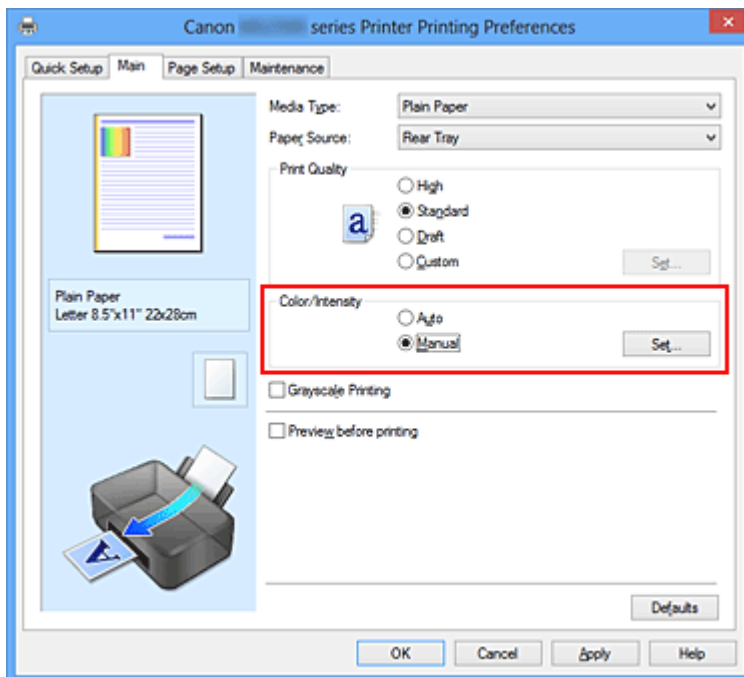 Canon series Printer Printing Preferences
Quick Setup Main Page Setup Maintenance
Media Type: Plain Paper
Paper Source: Rear Tray
Print Quality
High
Standard
Draft
Custom Set...
a
Plain Paper
Letter 8.5"x11" 22x28cm
Color/Intensity
Auto
Manual Set...
Grayscale Printing
Preview before printing
A
Defaults
OK Cancel Apply Help